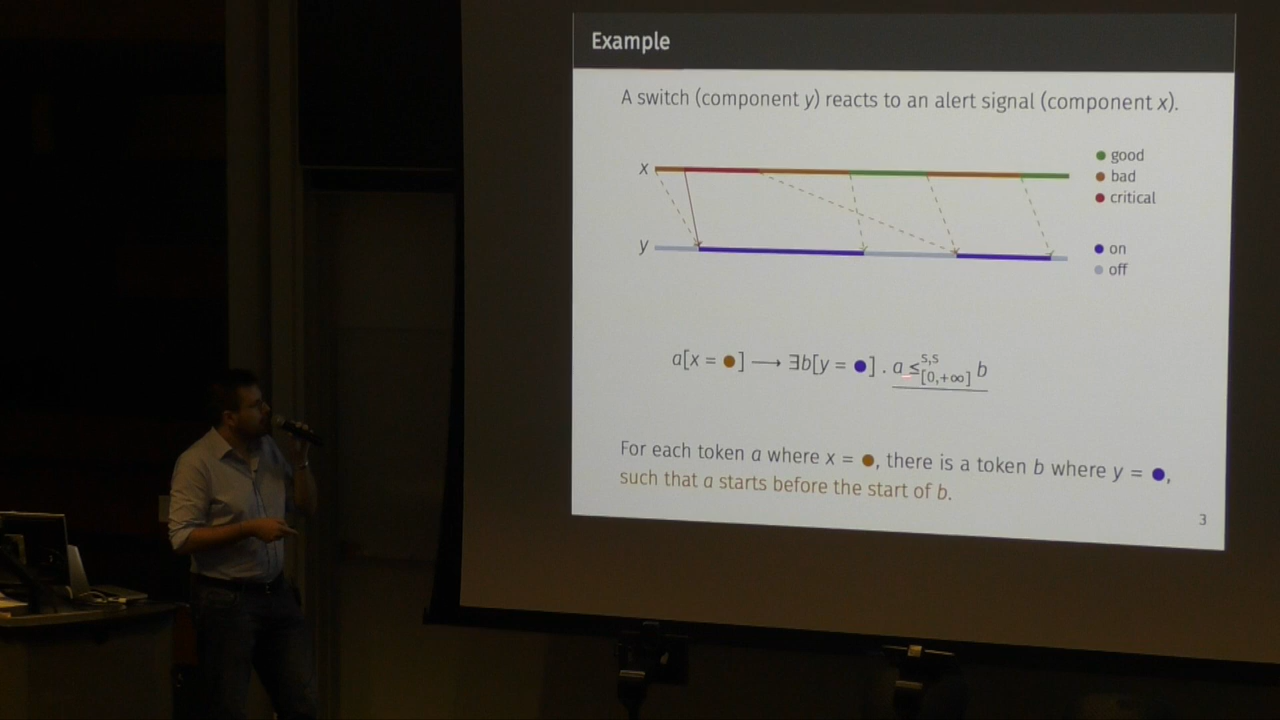 Example
A switch (component y) reacts to an alert signal (component x).
x
good
bad
critical
y
on
off
a[x = ●] ⟶ ∃b[y = ●] . a ≤^{s,s}_{[0,+∞]} b
For each token a where x = ●, there is a token b where y = ●,
such that a starts before the start of b.
3